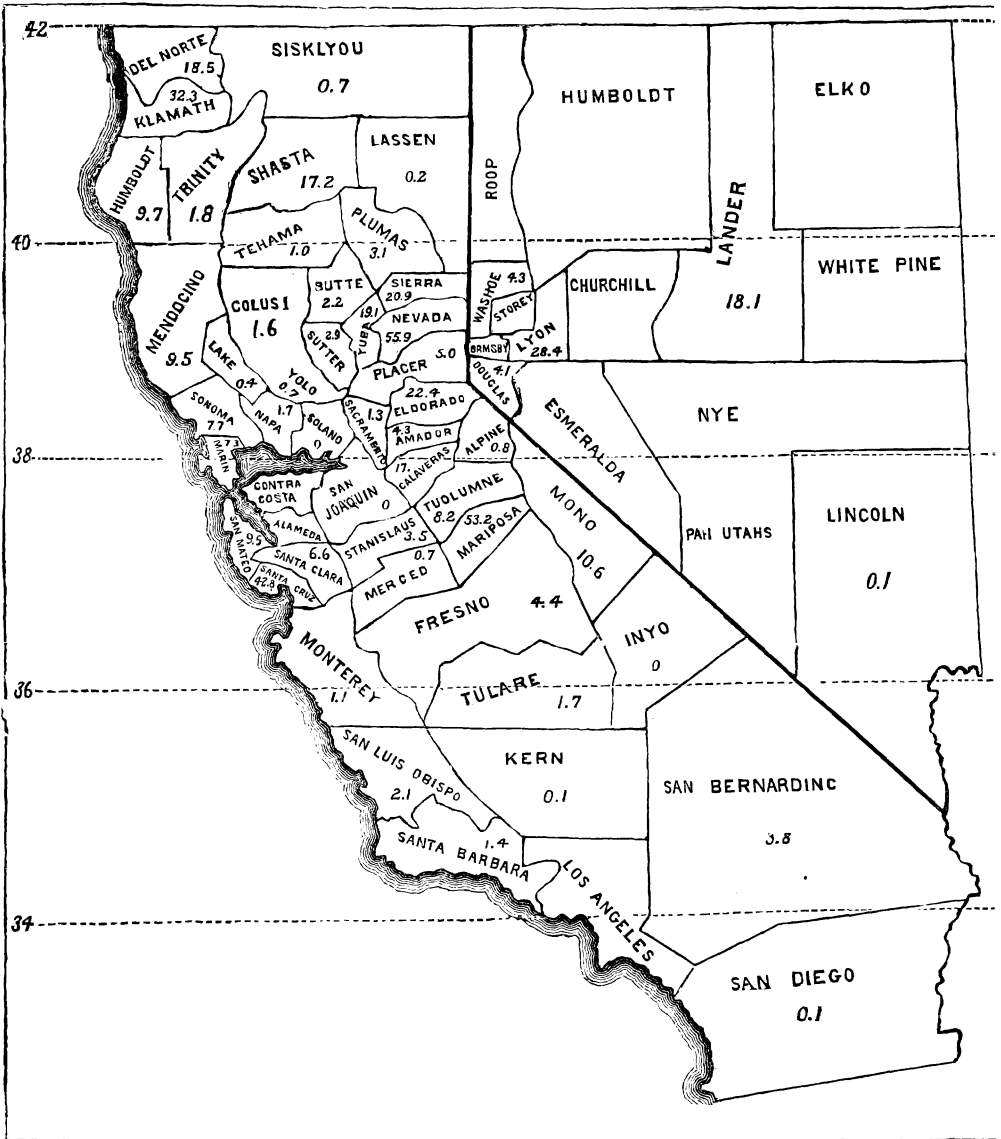 42
DEL NORTE
18.5
SISKLYOU
0.7
32.3
KLAMATH
HUMBOLDT
9.7
TRINITY
1.8
SHASTA
17.2
LASSEN
0.2
ROOP
HUMBOLDT
LANDER
18.1
ELKO
40
TEHAMA
1.0
PLUMAS
3.1
WHITE PINE
MENDOCINO
9.5
COLUSI
1.6
BUTTE
2.2
SIERRA
20.9
19.1
YUBA
NEVADA
55.9
2.9
SUTTER
WASHOE
4.3
STOREY
CHURCHILL
ORMSBY
LYON
28.4
4.1
DOUGLAS
LAKE
0.4
YOLO
0.7
PLACER
5.0
22.4
ELDORADO
SONOMA
7.7
1.7
NAPA
SOLANO
0
SACRAMENTO
1.3
4.3
AMADOR
ALPINE
0.8
ESMERALDA
NYE
38
MARIN
CONTRA
COSTA
SAN
JOAQUIN
0
17.
CALAVERAS
TUOLUMNE
8.2
53.2
MARIPOSA
MONO
10.6
PAH UTAHS
LINCOLN
0.1
SAN MATEO
9.5
ALAMEDA
6.6
SANTA CLARA
STANISLAUS
3.5
0.7
MERCED
SANTA CRUZ
42.8
FRESNO
4.4
INYO
0
MONTEREY
1.1
36
TULARE
1.7
SAN LUIS OBISPO
2.1
KERN
0.1
SAN BERNARDINC
3.8
1.4
SANTA BARBARA
LOS ANGELES
34
SAN DIEGO
0.1